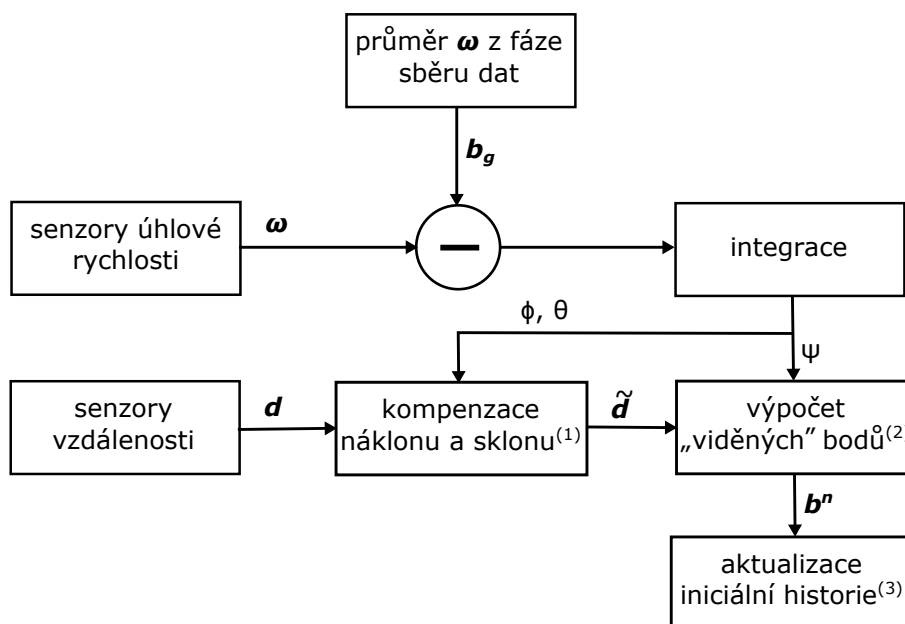 průměr ω z fáze
sběru dat
b_g
senzory úhlové
rychlosti
ω
−
integrace
ϕ, θ
ψ
senzory
vzdálenosti
d
kompenzace
náklonu a sklonu(1)
d̃
výpočet
„viděných” bodů(2)
bⁿ
aktualizace
iniciální historie(3)